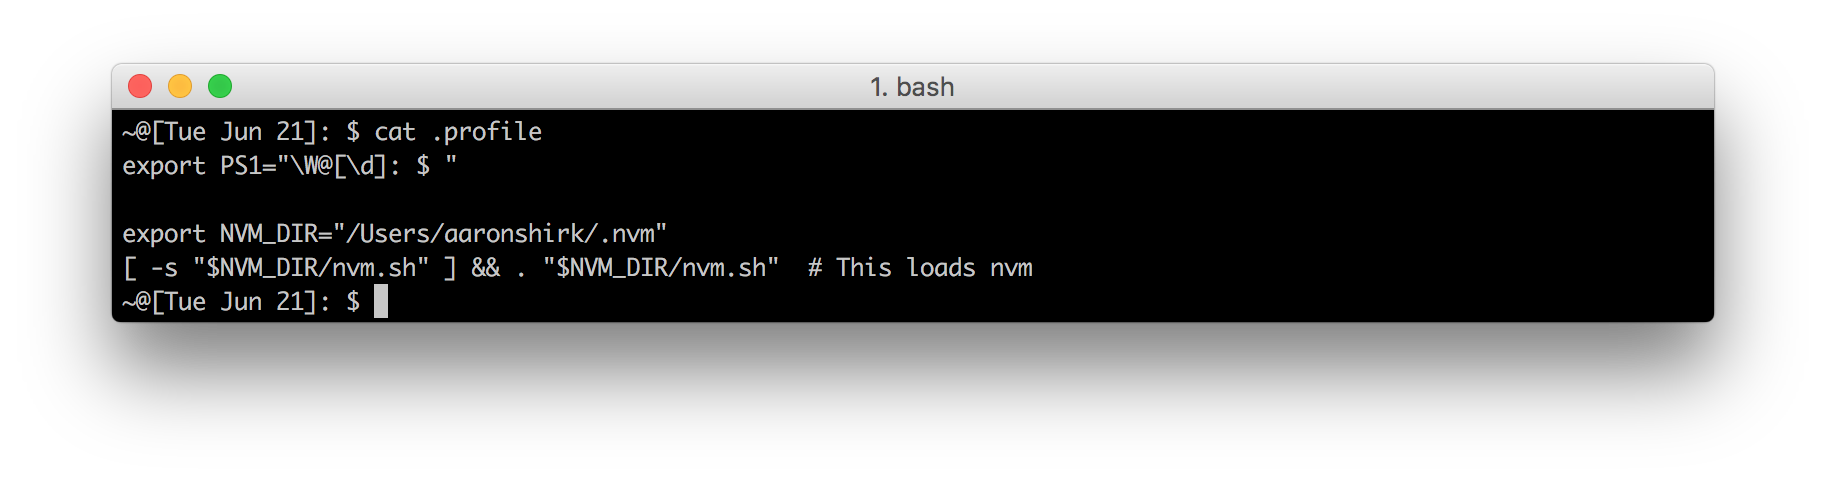 1. bash
~@[Tue Jun 21]: $ cat .profile
export PS1="\W@[\d]: $ "
export NVM_DIR="/Users/aaronshirk/.nvm"
[ -s "$NVM_DIR/nvm.sh" ] && . "$NVM_DIR/nvm.sh"  # This loads nvm
~@[Tue Jun 21]: $